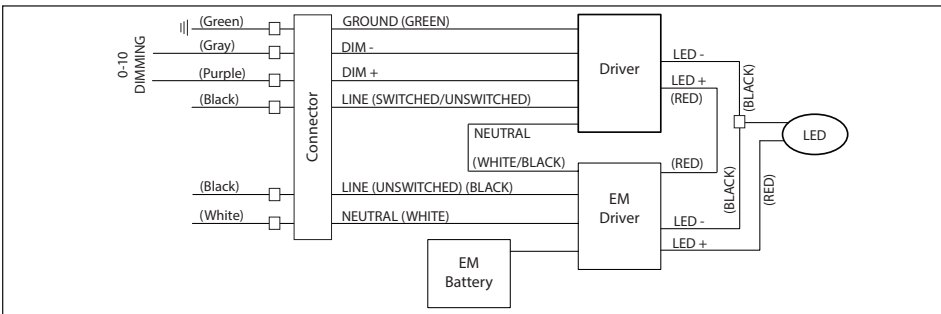 (Green)
GROUND (GREEN)
(Gray)
DIM -
0-10
DIMMING
(Purple)
DIM +
(Black)
LINE (SWITCHED/UNSWITCHED)
Connector
Driver
LED -
LED +
(RED)
(BLACK)
LED
NEUTRAL
(WHITE/BLACK)
(RED)
(Black)
LINE (UNSWITCHED) (BLACK)
(White)
NEUTRAL (WHITE)
EM
Driver
LED -
LED +
(BLACK)
(RED)
EM
Battery